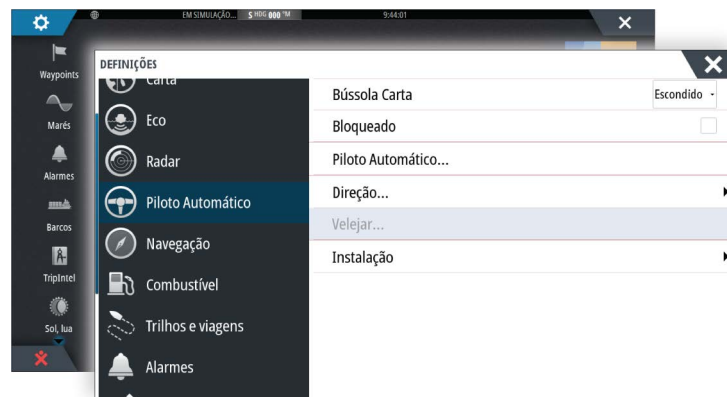 EM SIMULAÇÃO... S HDG 000 °M 9:44:01
Waypoints
Marés
Alarmes
Barcos
TripIntel
Sol, lua
DEFINIÇÕES
Carta
Eco
Radar
Piloto Automático
Navegação
Combustível
Trilhos e viagens
Alarmes
Bússola Carta Escondido
Bloqueado
Piloto Automático...
Direção...
Velejar...
Instalação